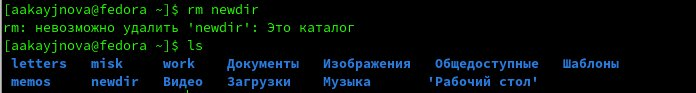 [aakayjnova@fedora ~]$ rm newdir
rm: невозможно удалить 'newdir': Это каталог
[aakayjnova@fedora ~]$ ls
letters misk work Документы Изображения Общедоступные Шаблоны
memos newdir Видео Загрузки Музыка 'Рабочий стол'